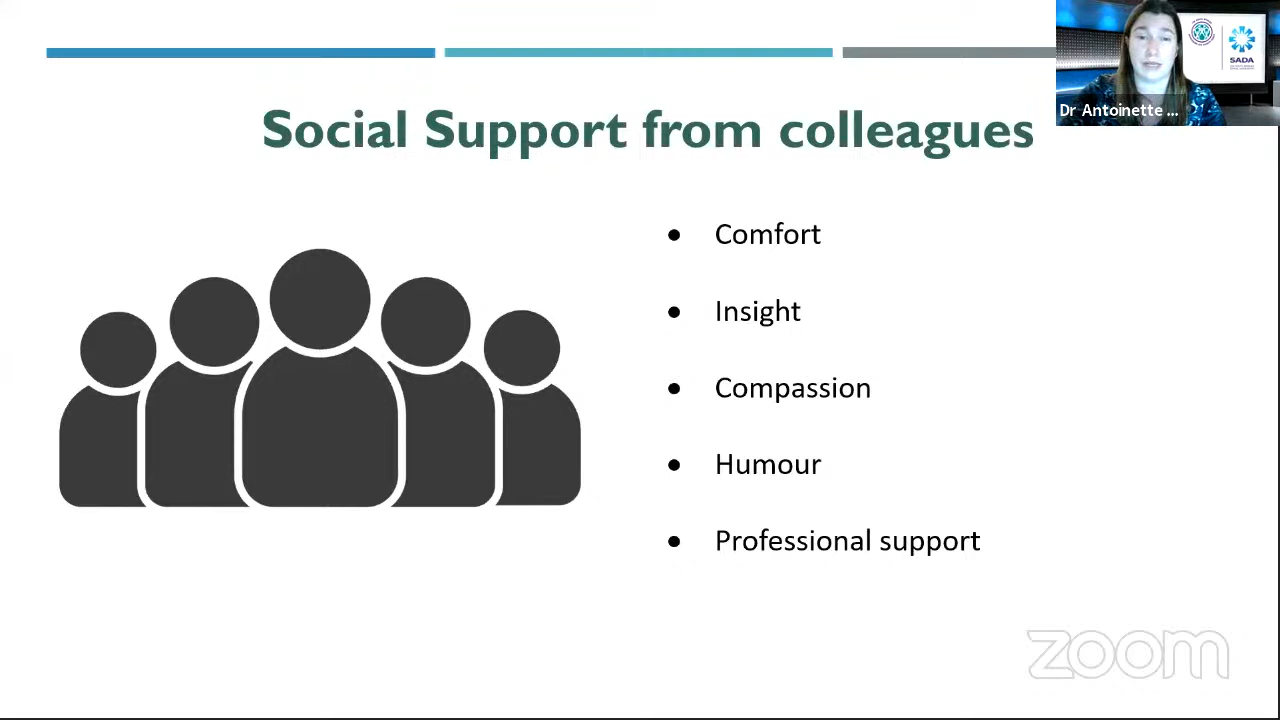 SADA
Dr Antoinette ...
Social Support from colleagues
● Comfort
● Insight
● Compassion
● Humour
● Professional support
zoom